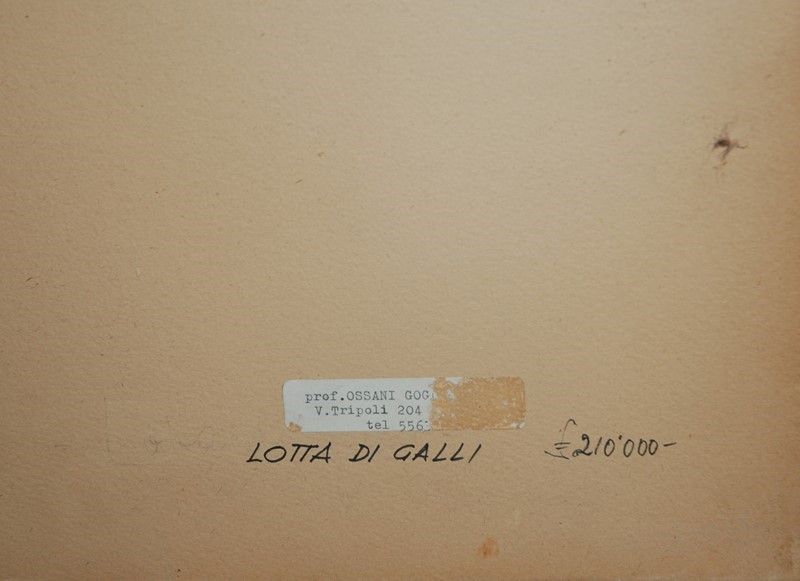 prof.OSSANI GOG
V.Tripoli 204
tel 556
LOTTA DI GALLI £ 210'000-